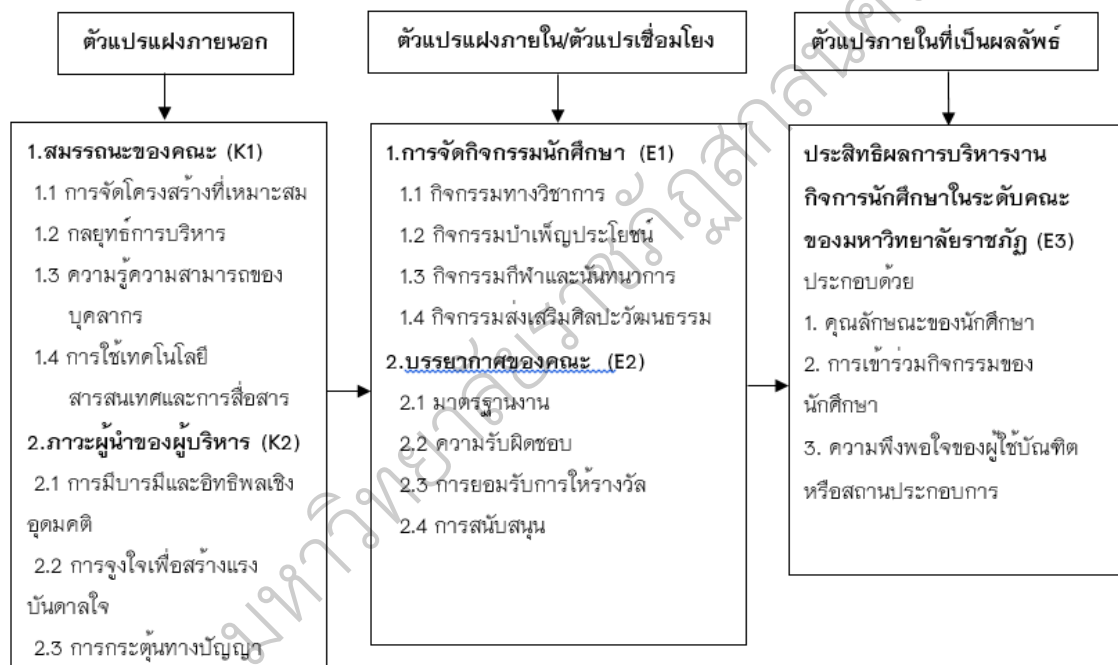 ตัวแปรแฝงภายนอก
ตัวแปรแฝงภายใน/ตัวแปรเชื่อมโยง
ตัวแปรภายในที่เป็นผลลัพธ์
1.สมรรถนะของคณะ (K1)
1.1 การจัดโครงสร้างที่เหมาะสม
1.2 กลยุทธ์การบริหาร
1.3 ความรู้ความสามารถของ
บุคลากร
1.4 การใช้เทคโนโลยี
สารสนเทศและการสื่อสาร
2.ภาวะผู้นำของผู้บริหาร (K2)
2.1 การมีบารมีและอิทธิพลเชิง
อุดมคติ
2.2 การจูงใจเพื่อสร้างแรง
บันดาลใจ
2.3 การกระตุ้นทางปัญญา
1.การจัดกิจกรรมนักศึกษา (E1)
1.1 กิจกรรมทางวิชาการ
1.2 กิจกรรมบำเพ็ญประโยชน์
1.3 กิจกรรมกีฬาและนันทนาการ
1.4 กิจกรรมส่งเสริมศิลปะวัฒนธรรม
2.บรรยากาศของคณะ (E2)
2.1 มาตรฐานงาน
2.2 ความรับผิดชอบ
2.3 การยอมรับการให้รางวัล
2.4 การสนับสนุน
ประสิทธิผลการบริหารงาน
กิจการนักศึกษาในระดับคณะ
ของมหาวิทยาลัยราชภัฏ (E3)
ประกอบด้วย
1. คุณลักษณะของนักศึกษา
2. การเข้าร่วมกิจกรรมของ
นักศึกษา
3. ความพึงพอใจของผู้ใช้บัณฑิต
หรือสถานประกอบการ
มหาวิทยาลัยราชภัฏสกลนคร